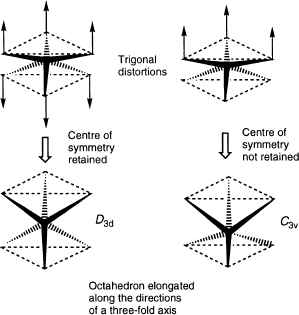 Trigonal
distortions
Centre of
symmetry
retained
Centre of
symmetry
not retained
D3d
C3v
Octahedron elongated
along the directions
of a three-fold axis